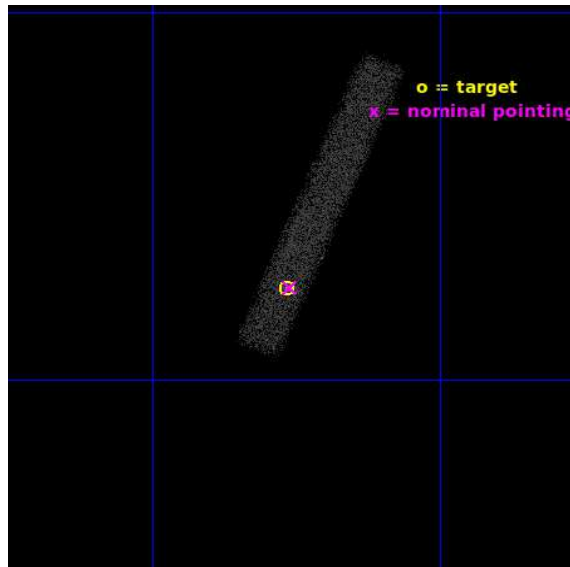 o = target
x = nominal pointing